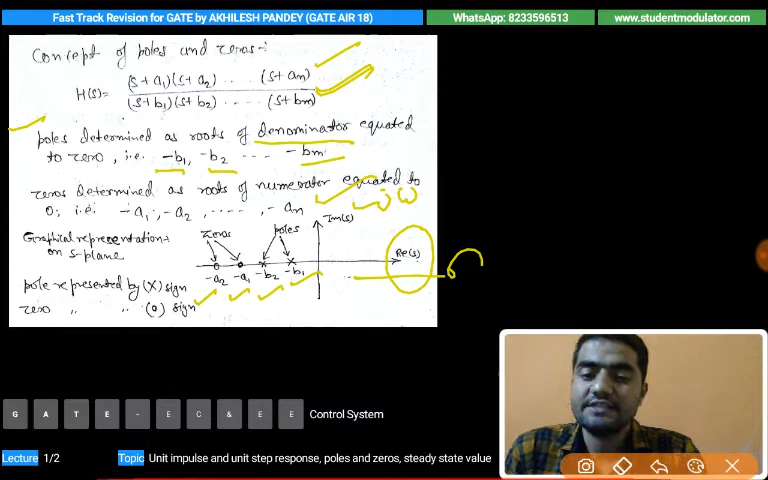 Fast Track Revision for GATE by AKHILESH PANDEY (GATE AIR 18)
WhatsApp: 8233596513
www.studentmodulator.com
Concept of poles and zeros :-
H(s)= (s+a1)(s+a2) .... (s+an)
(s+b1)(s+b2) ..... (s+bm)
poles determined as roots of denominator equated
to zero, i.e. -b1, -b2 .... -bm
zeros determined as roots of numerator equated to
0; i.e. -a1, -a2, ....., -an
jω
Graphical representation
on s-plane
zeros
poles
Im(s)
Re(s)
-a2 -a1 -b2 -b1
pole represented by (X) sign
zero " " (0) sign
G A T E - E C & E E Control System
Lecture 1/2 Topic Unit impulse and unit step response, poles and zeros, steady state value